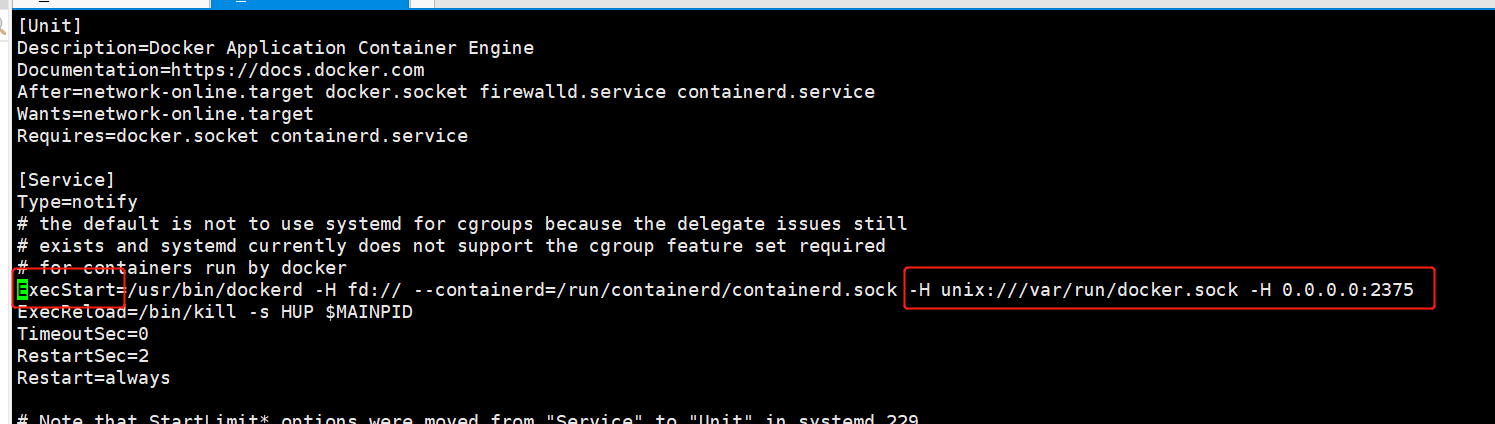 [Unit]
Description=Docker Application Container Engine
Documentation=https://docs.docker.com
After=network-online.target docker.socket firewalld.service containerd.service
Wants=network-online.target
Requires=docker.socket containerd.service
[Service]
Type=notify
# the default is not to use systemd for cgroups because the delegate issues still
# exists and systemd currently does not support the cgroup feature set required
# for containers run by docker
ExecStart=/usr/bin/dockerd -H fd:// --containerd=/run/containerd/containerd.sock -H unix:///var/run/docker.sock -H 0.0.0.0:2375
ExecReload=/bin/kill -s HUP $MAINPID
TimeoutSec=0
RestartSec=2
Restart=always
# Note that StartLimit* options were moved from "Service" to "Unit" in systemd 229.